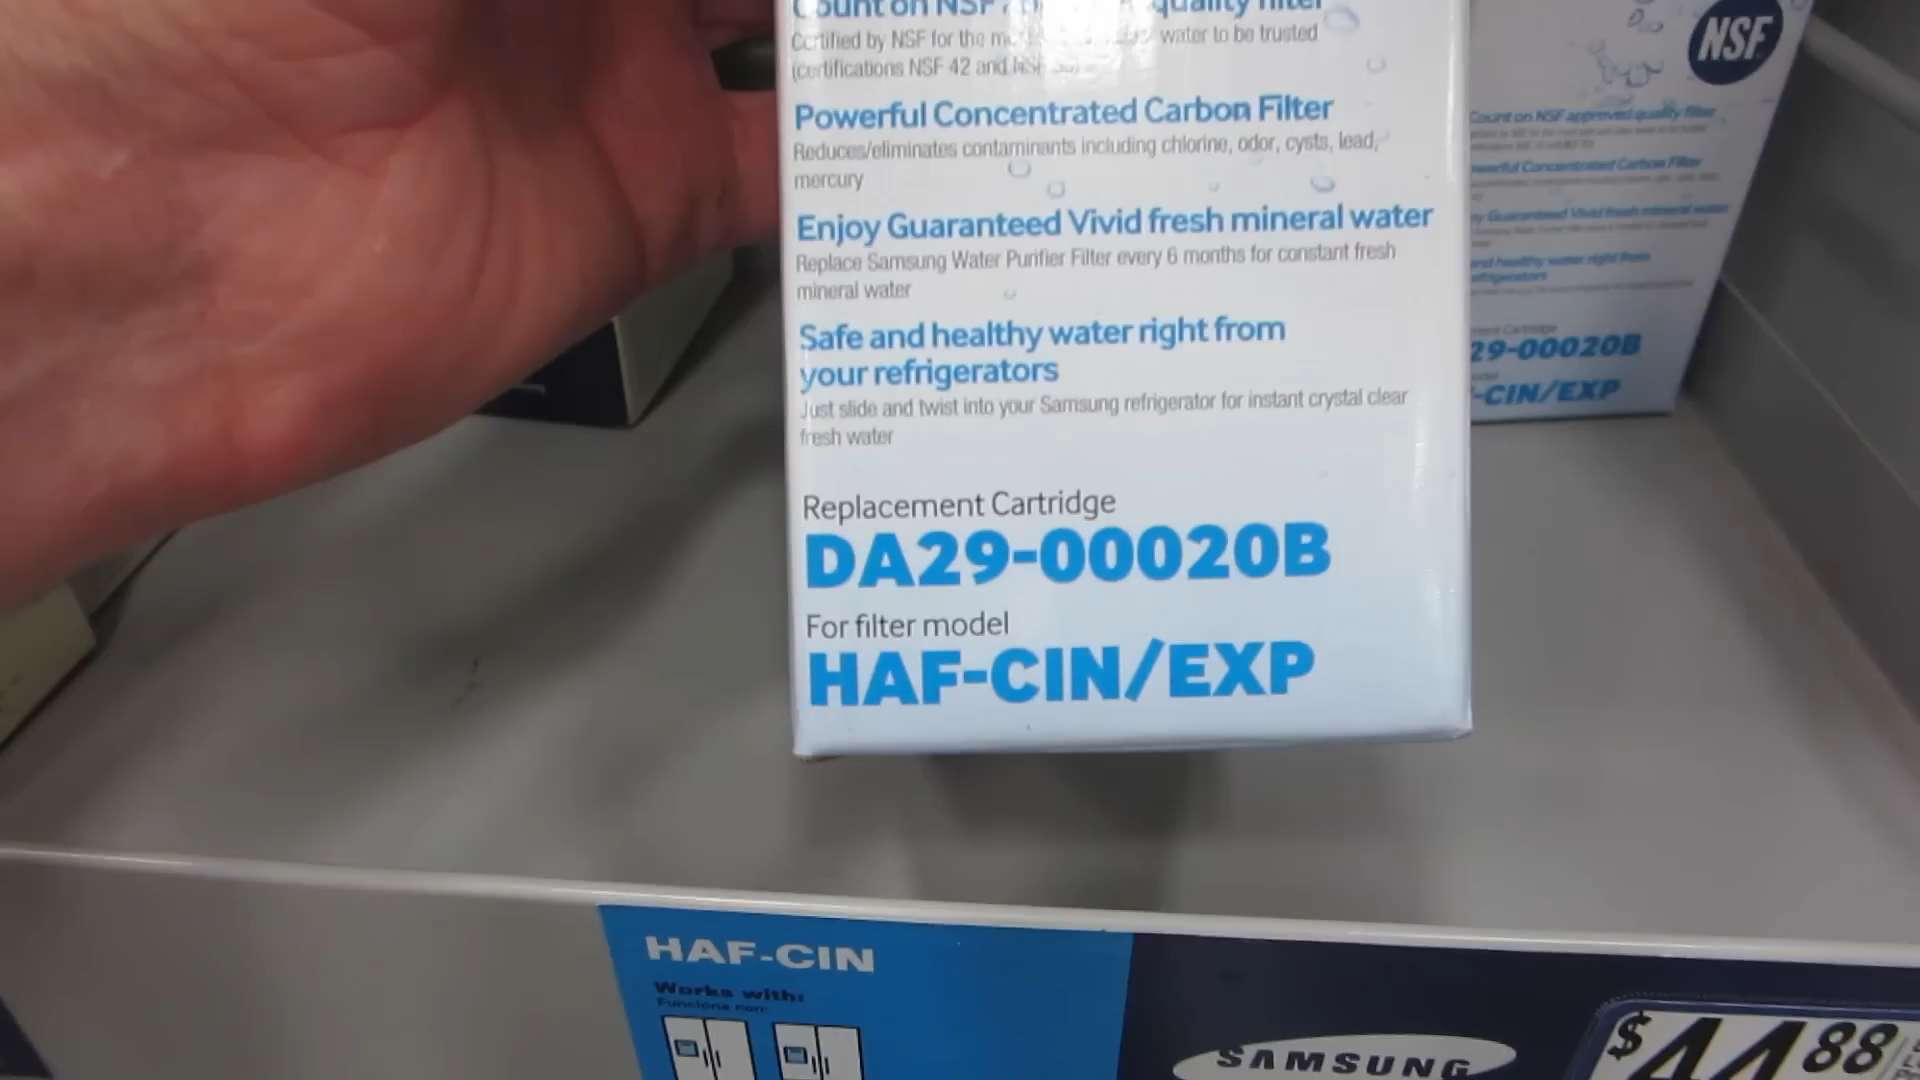 Count on NSF quality filter
Certified by NSF for the water to be trusted
(certifications NSF 42 and NSF
Powerful Concentrated Carbon Filter
Reduces/eliminates contaminants including chlorine, odor, cysts, lead,
mercury
Enjoy Guaranteed Vivid fresh mineral water
Replace Samsung Water Purifier Filter every 6 months for constant fresh
mineral water
Safe and healthy water right from
your refrigerators
Just slide and twist into your Samsung refrigerator for instant crystal clear
fresh water
Replacement Cartridge
DA29-00020B
For filter model
HAF-CIN/EXP
NSF
Count on NSF approved quality filter
Powerful Concentrated Carbon Filter
Guaranteed Vivid fresh mineral water
and healthy water right from
refrigerators
Cartridge
29-00020B
-CIN/EXP
HAF-CIN
Works with:
Funciona con:
SAMSUNG
$44.88